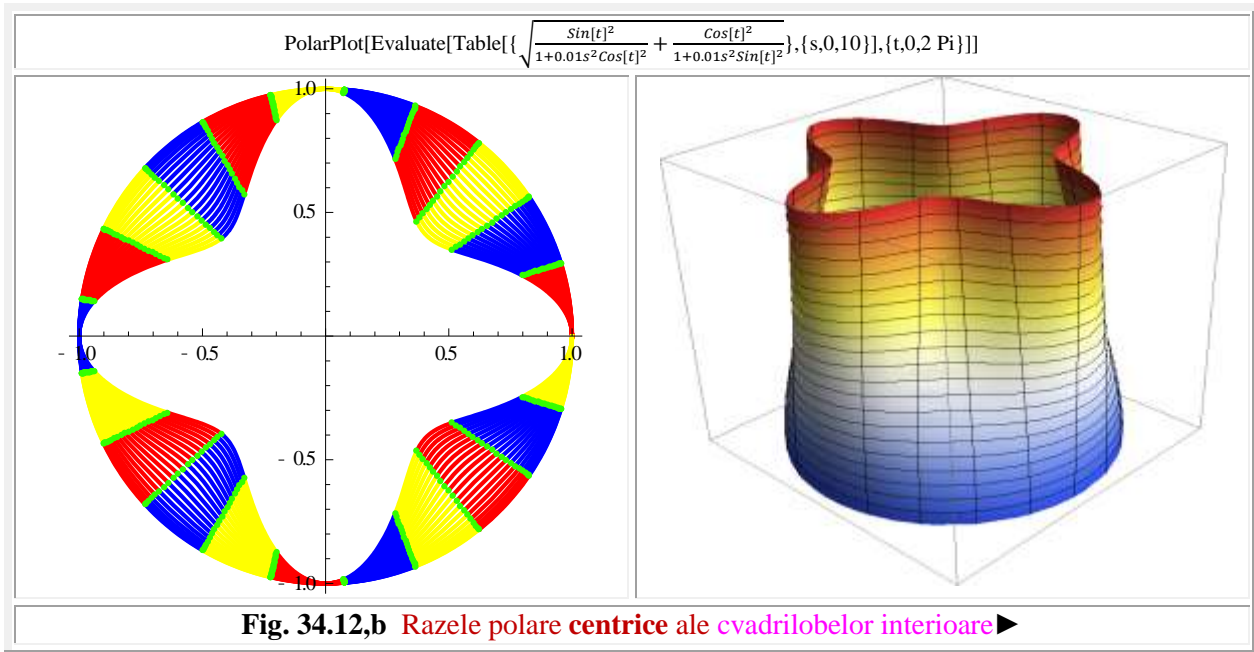 PolarPlot[Evaluate[Table[{√(Sin[t]²/(1+0.01s²Cos[t]²) + Cos[t]²/(1+0.01s²Sin[t]²))},{s,0,10}],{t,0,2 Pi}]]
1.0
0.5
- 1.0 - 0.5 0.5 1.0
- 0.5
- 1.0
Fig. 34.12,b Razele polare centrice ale cvadrilobelor interioare►